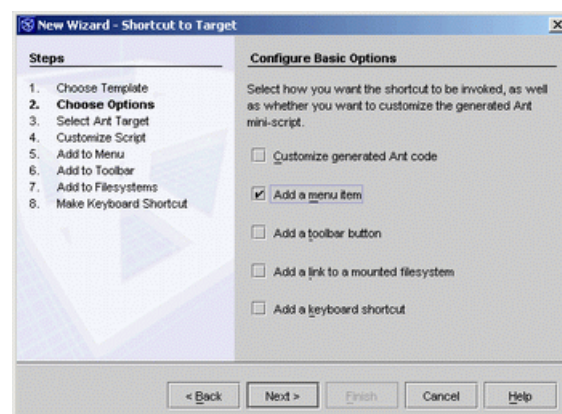 New Wizard - Shortcut to Target
Steps
1. Choose Template
2. Choose Options
3. Select Ant Target
4. Customize Script
5. Add to Menu
6. Add to Toolbar
7. Add to Filesystems
8. Make Keyboard Shortcut
Configure Basic Options
Select how you want the shortcut to be invoked, as well
as whether you want to customize the generated Ant
mini-script.
Customize generated Ant code
Add a menu item
Add a toolbar button
Add a link to a mounted filesystem
Add a keyboard shortcut
< Back Next > Finish Cancel Help